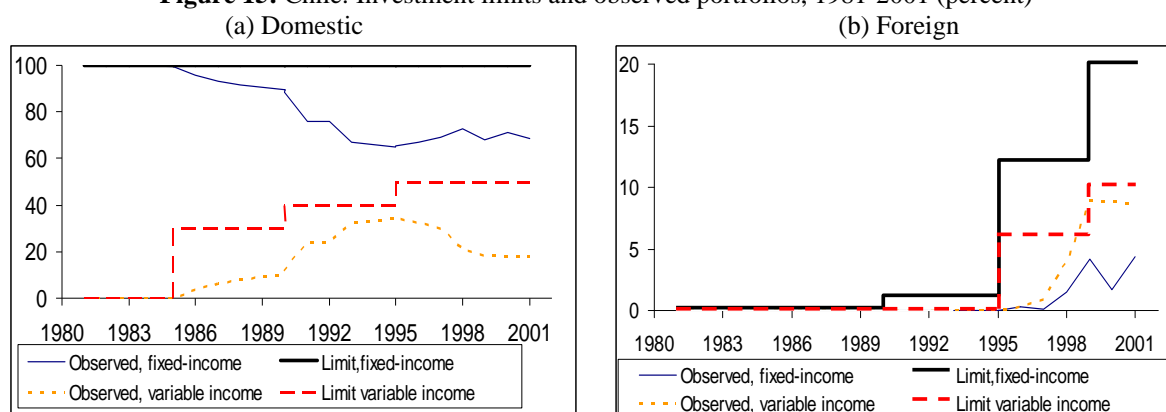 Figure Chile: Investment limits and observed portfolios, 1981-2001 (percent)
(a) Domestic
(b) Foreign
100
80
60
40
20
0
1980 1983 1986 1989 1992 1995 1998 2001
Observed, fixed-income
Limit,fixed-income
Observed, variable income
Limit variable income
20
15
10
5
0
1980 1983 1986 1989 1992 1995 1998 2001
Observed, fixed-income
Limit,fixed-income
Observed, variable income
Limit variable income